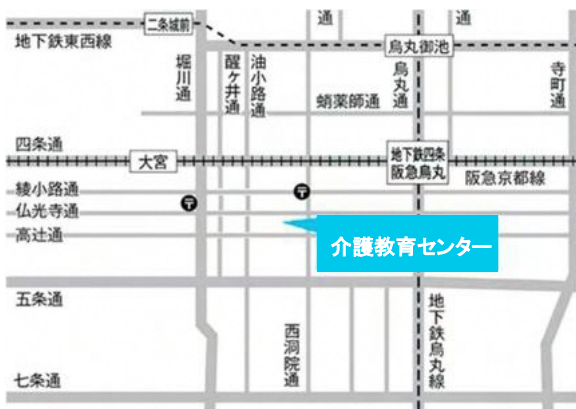 通
通
二条城前
地下鉄東西線
烏丸御池
堀川通
醒ヶ井通
油小路通
烏丸通
寺町通
蛸薬師通
四条通
大宮
地下鉄四条
阪急烏丸
阪急京都線
綾小路通
仏光寺通
高辻通
介護教育センター
五条通
西洞院通
地下鉄烏丸線
七条通